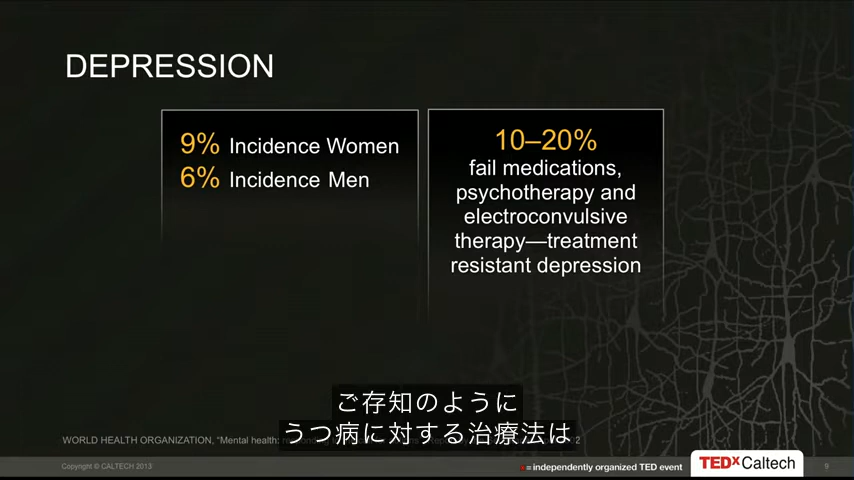 DEPRESSION
9% Incidence Women
6% Incidence Men
10–20%
fail medications,
psychotherapy and
electroconvulsive
therapy—treatment
resistant depression
ご存知のように
うつ病に対する治療法は
WORLD HEALTH ORGANIZATION, “Mental health:
Copyright © CALTECH 2013
x = independently organized TED event
TEDxCaltech
9